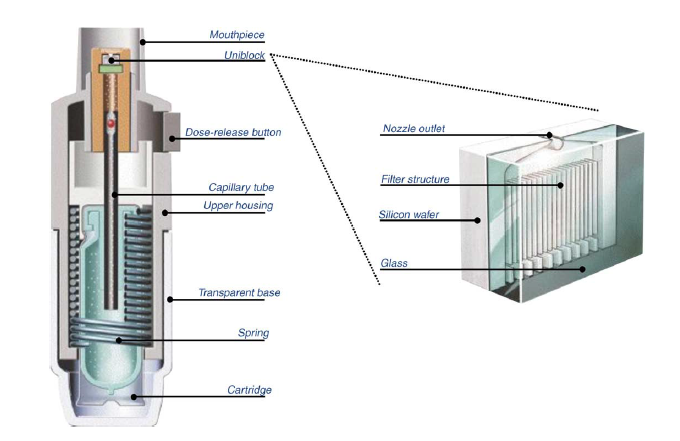 Mouthpiece
Uniblock
Dose-release button
Capillary tube
Upper housing
Transparent base
Spring
Cartridge
Nozzle outlet
Filter structure
Silicon wafer
Glass